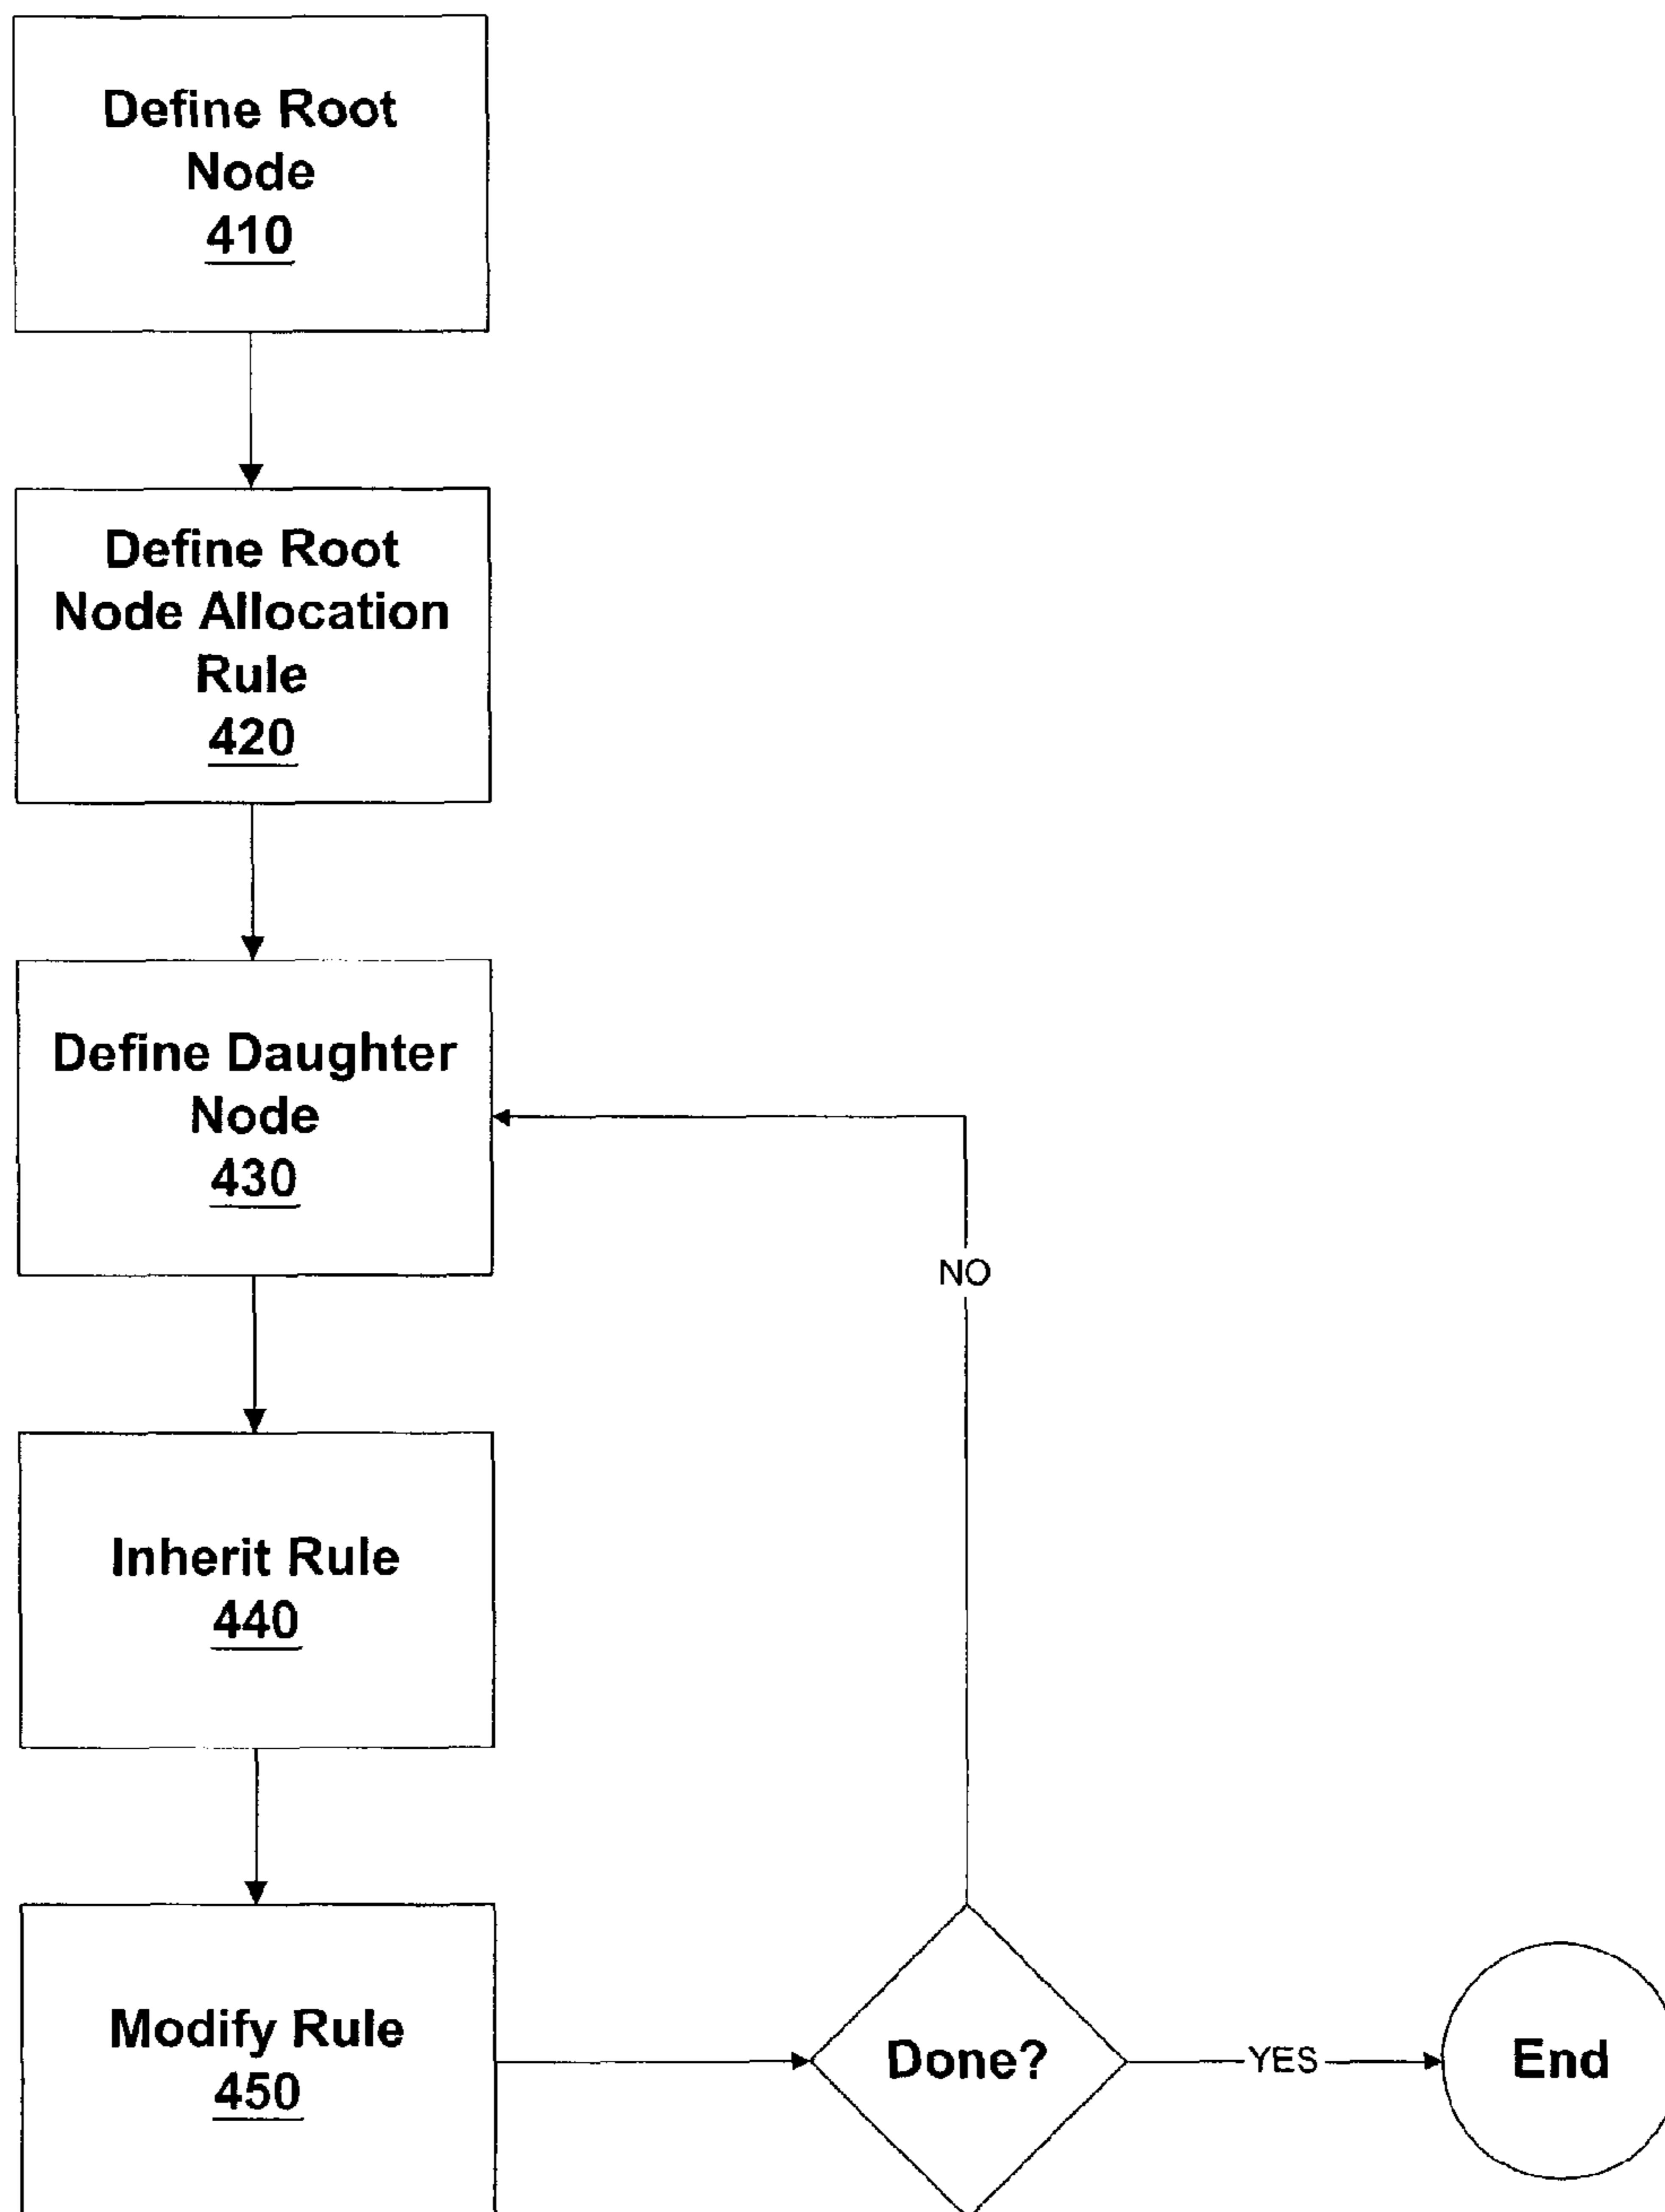 Define Root
Node
410
Define Root
Node Allocation
Rule
420
Define Daughter
Node
430
NO
Inherit Rule
440
Modify Rule
450
Done?
YES
End